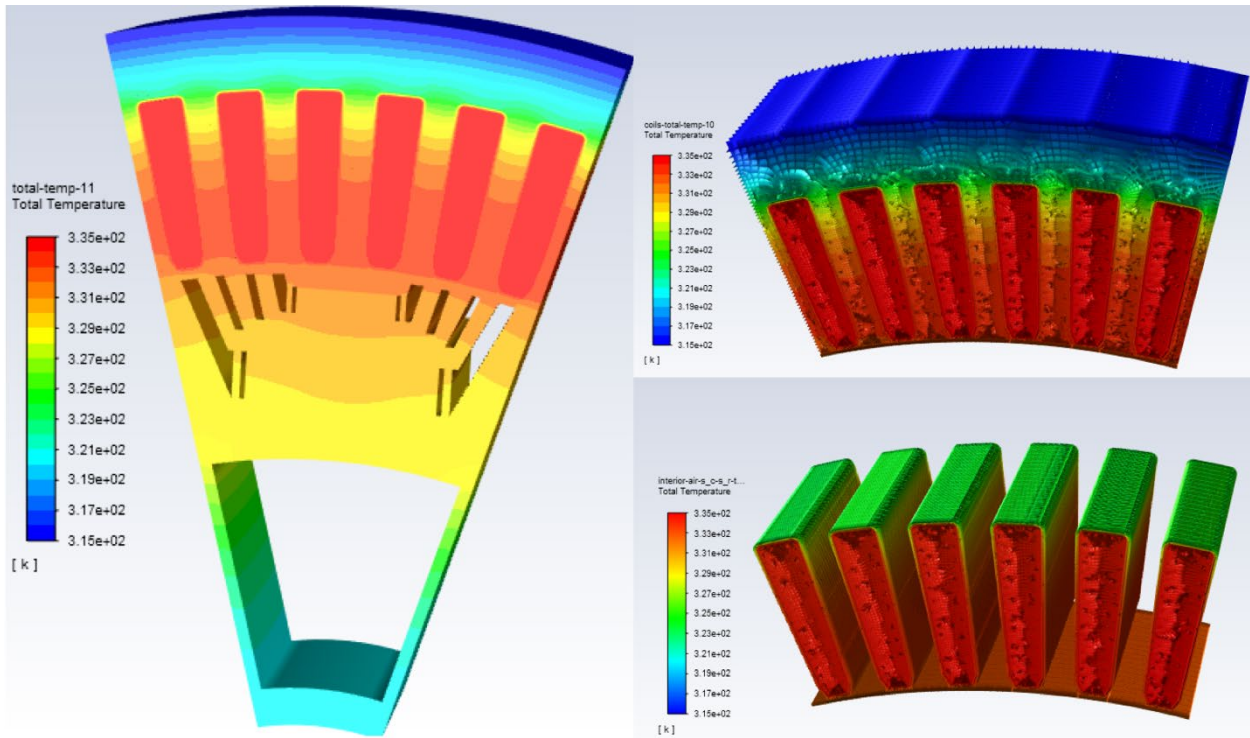 total-temp-11
Total Temperature
3.35e+02
3.33e+02
3.31e+02
3.29e+02
3.27e+02
3.25e+02
3.23e+02
3.21e+02
3.19e+02
3.17e+02
3.15e+02
[ k ]
coils-total-temp-10
Total Temperature
3.35e+02
3.33e+02
3.31e+02
3.29e+02
3.27e+02
3.25e+02
3.23e+02
3.21e+02
3.19e+02
3.17e+02
3.15e+02
[ k ]
interior-air-s_c-s_r-t...
Total Temperature
3.35e+02
3.33e+02
3.31e+02
3.29e+02
3.27e+02
3.25e+02
3.23e+02
3.21e+02
3.19e+02
3.17e+02
3.15e+02
[ k ]